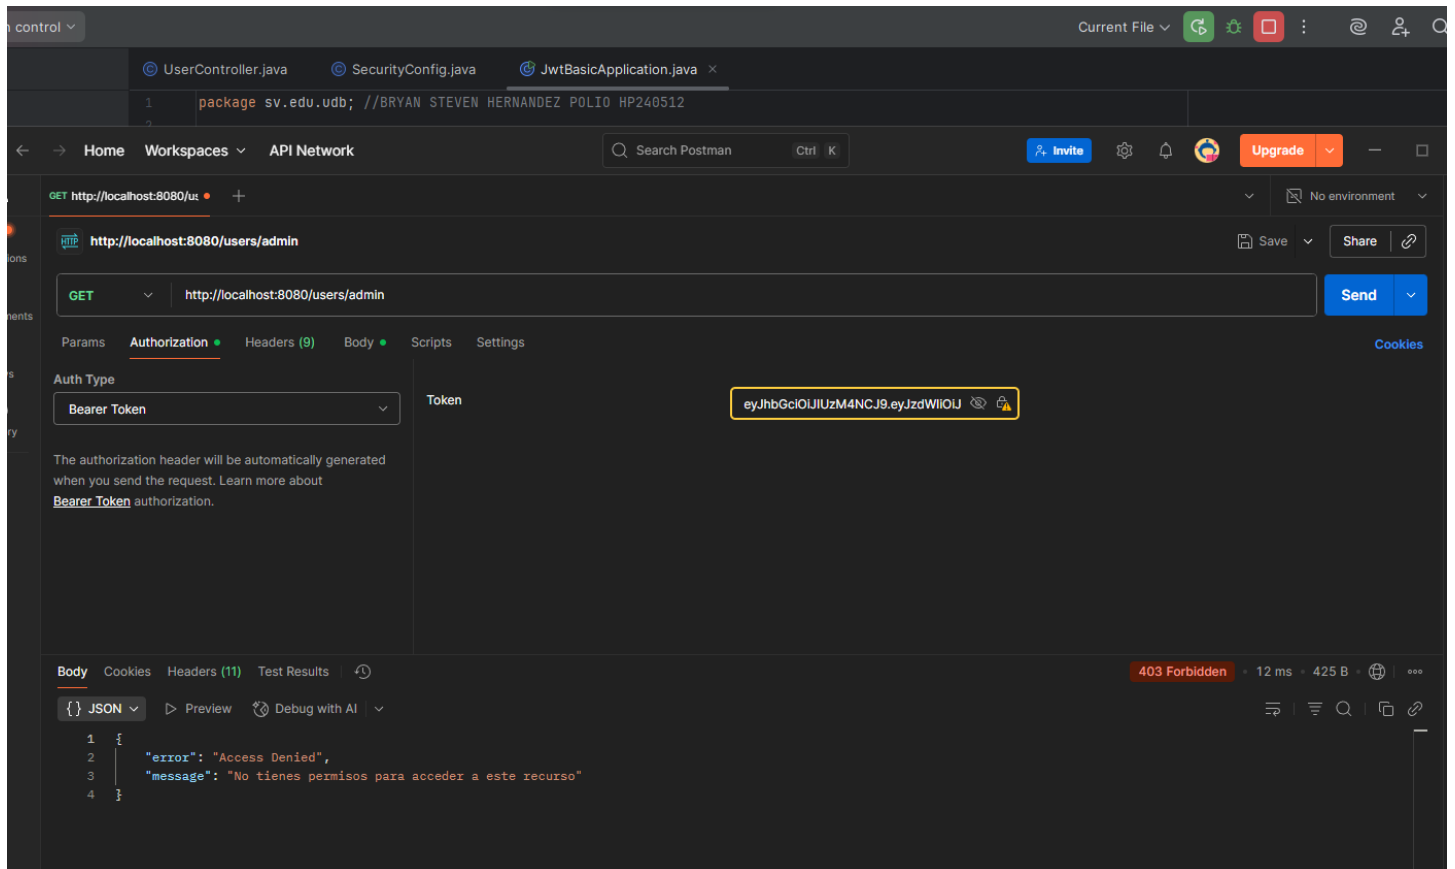 control
Current File
UserController.java
SecurityConfig.java
JwtBasicApplication.java
1 package sv.edu.udb; //BRYAN STEVEN HERNANDEZ POLIO HP240512
2
Home Workspaces API Network
Search Postman Ctrl K
Invite
Upgrade
GET http://localhost:8080/us
No environment
HTTP http://localhost:8080/users/admin
Save
Share
GET http://localhost:8080/users/admin
Send
Params Authorization Headers (9) Body Scripts Settings
Cookies
Auth Type
Bearer Token
Token
eyJhbGciOiJIUzM4NCJ9.eyJzdWIiOiJ
The authorization header will be automatically generated
when you send the request. Learn more about
Bearer Token authorization.
Body Cookies Headers (11) Test Results
403 Forbidden 12 ms 425 B
{} JSON Preview Debug with AI
1 {
2 "error": "Access Denied",
3 "message": "No tienes permisos para acceder a este recurso"
4 }